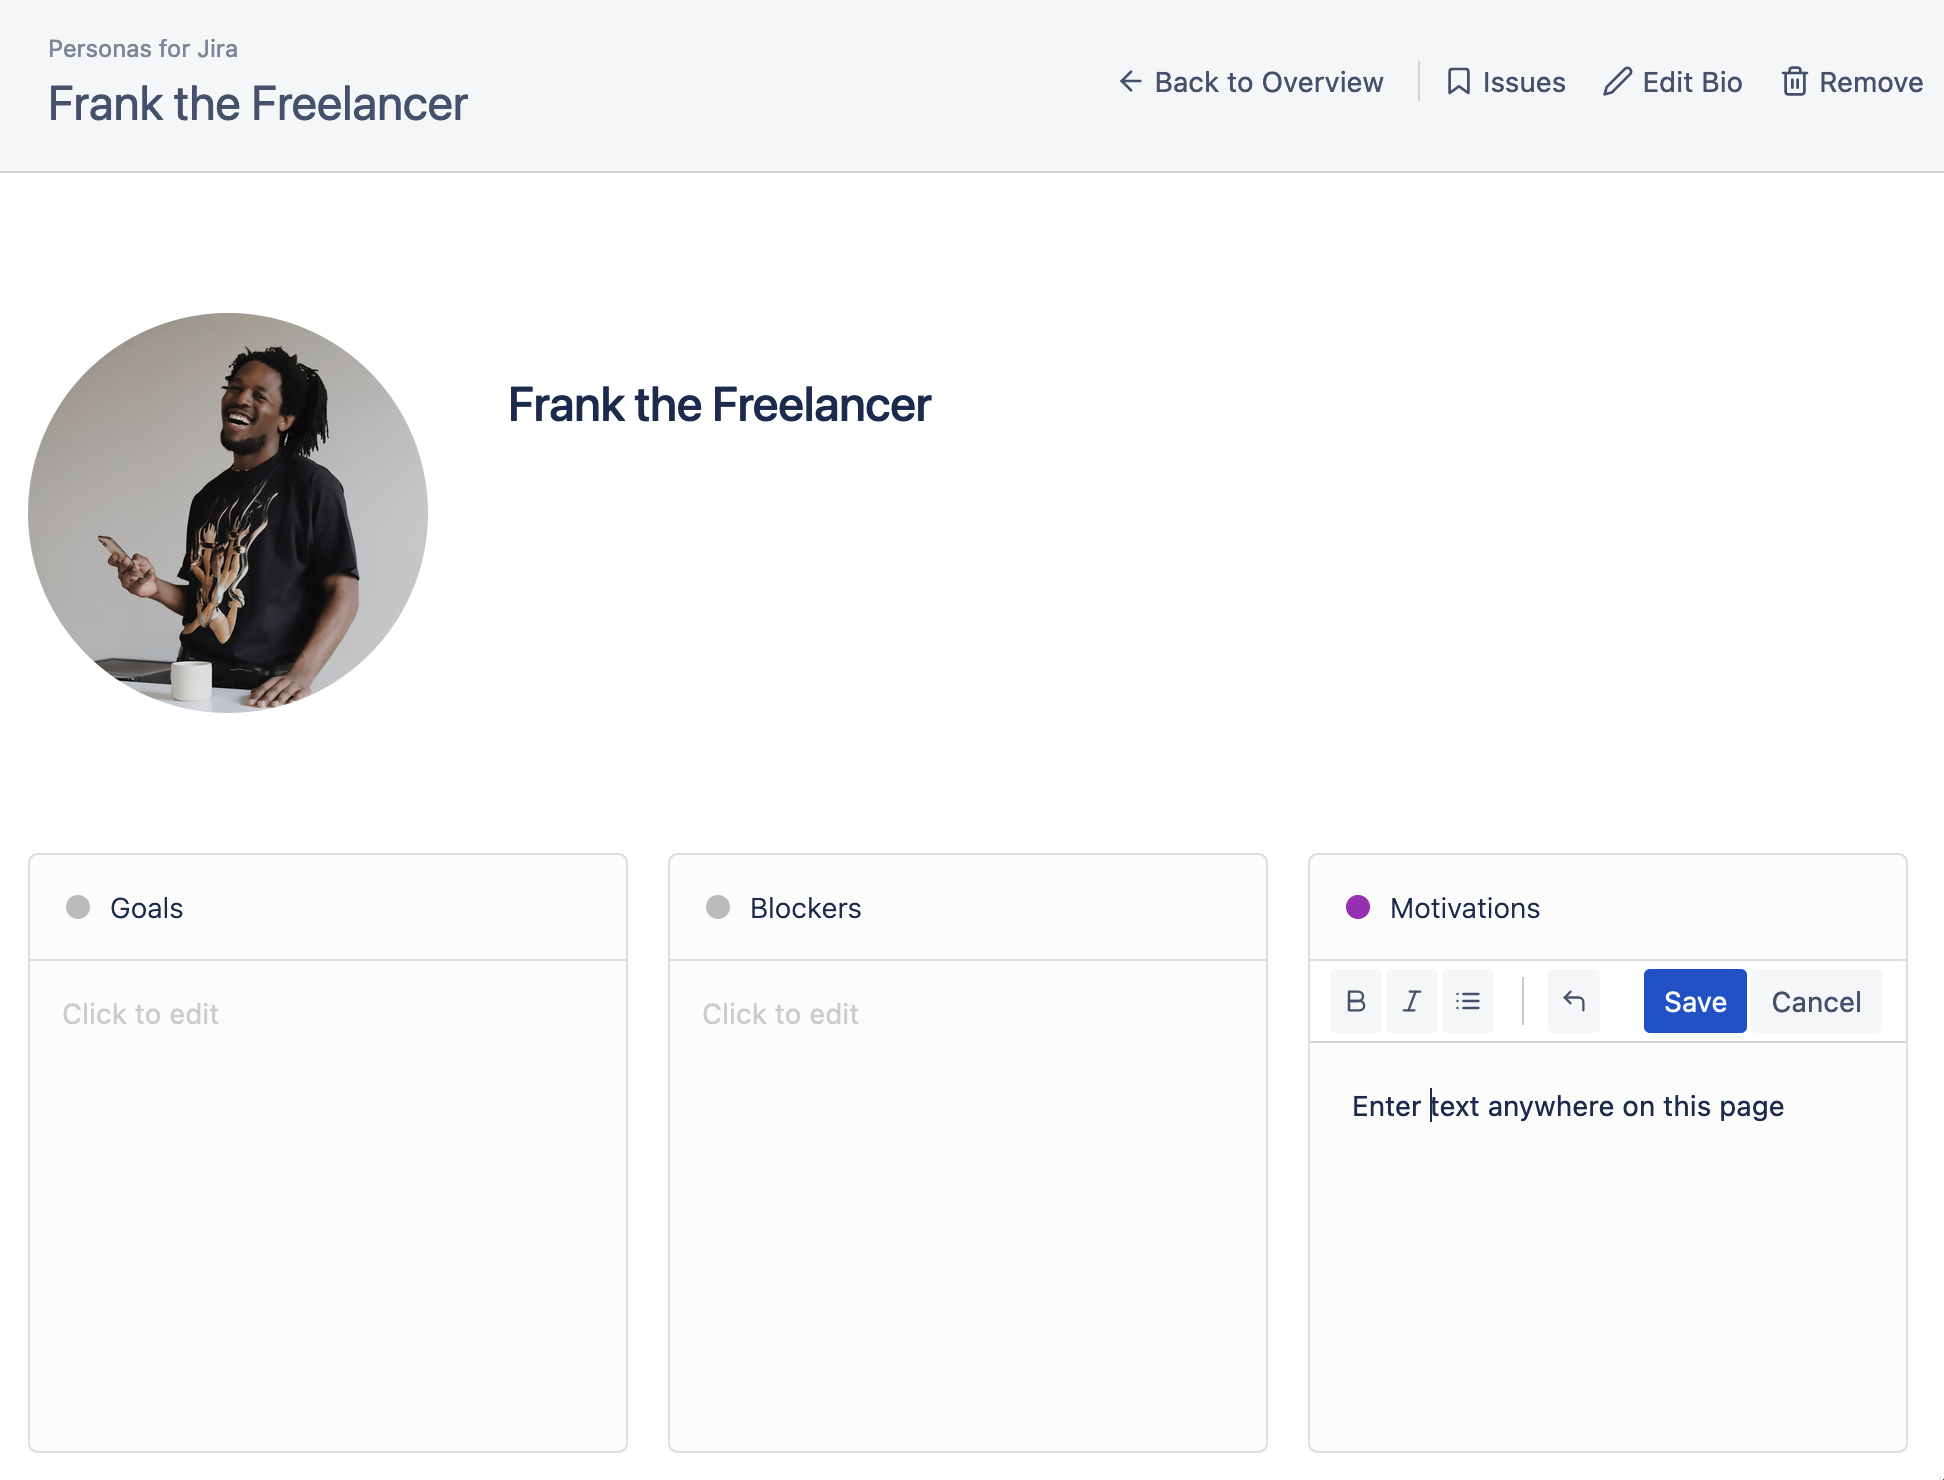 Personas for Jira
Frank the Freelancer
Back to Overview
Issues
Edit Bio
Remove
Frank the Freelancer
Goals
Click to edit
Blockers
Click to edit
Motivations
B I
Save
Cancel
Enter text anywhere on this page